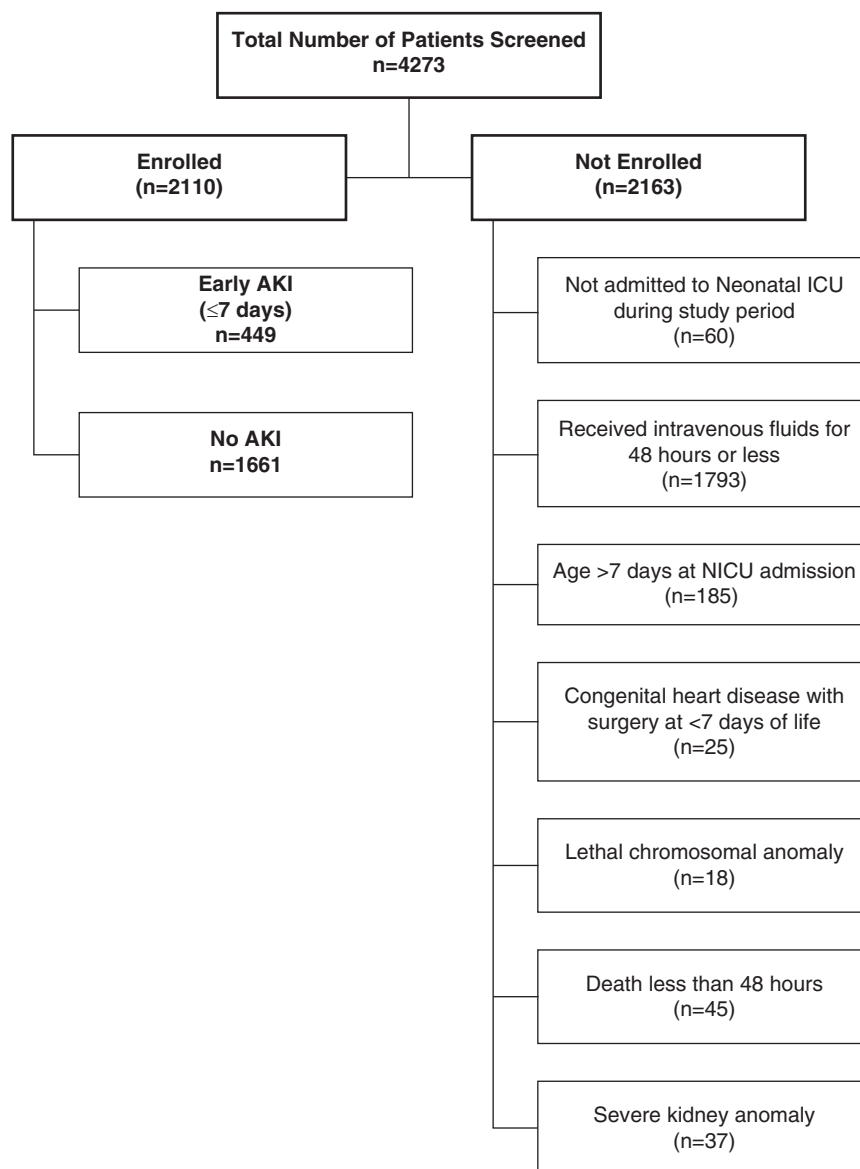 Total Number of Patients Screened
n=4273
Enrolled
(n=2110)
Not Enrolled
(n=2163)
Early AKI
(≤7 days)
n=449
No AKI
n=1661
Not admitted to Neonatal ICU
during study period
(n=60)
Received intravenous fluids for
48 hours or less
(n=1793)
Age >7 days at NICU admission
(n=185)
Congenital heart disease with
surgery at <7 days of life
(n=25)
Lethal chromosomal anomaly
(n=18)
Death less than 48 hours
(n=45)
Severe kidney anomaly
(n=37)